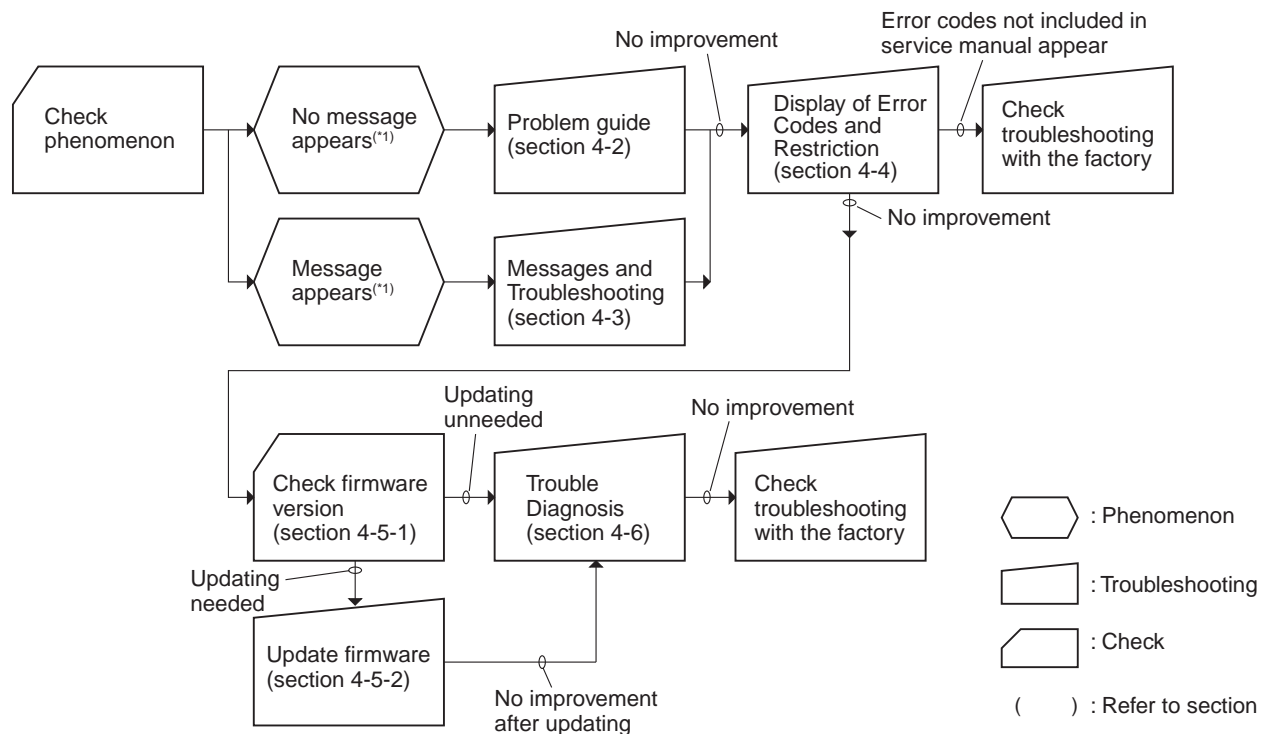 Error codes not included in
service manual appear
No improvement
Check
phenomenon
No message
appears(*1)
Problem guide
(section 4-2)
Display of Error
Codes and
Restriction
(section 4-4)
Check
troubleshooting
with the factory
No improvement
Message
appears(*1)
Messages and
Troubleshooting
(section 4-3)
Updating
unneeded
No improvement
Check firmware
version
(section 4-5-1)
Trouble
Diagnosis
(section 4-6)
Check
troubleshooting
with the factory
Updating
needed
Update firmware
(section 4-5-2)
No improvement
after updating
: Phenomenon
: Troubleshooting
: Check
( ) : Refer to section